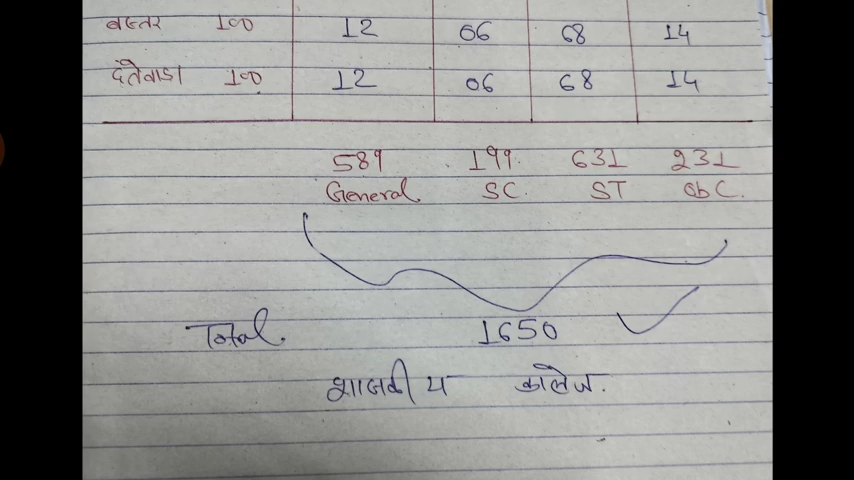 बस्तर 100 12 06 68 14
दंतेवाडा 100 12 06 68 14
589 199 631 231
General SC ST ObC.
Total 1650
शाजकीय कालेज.